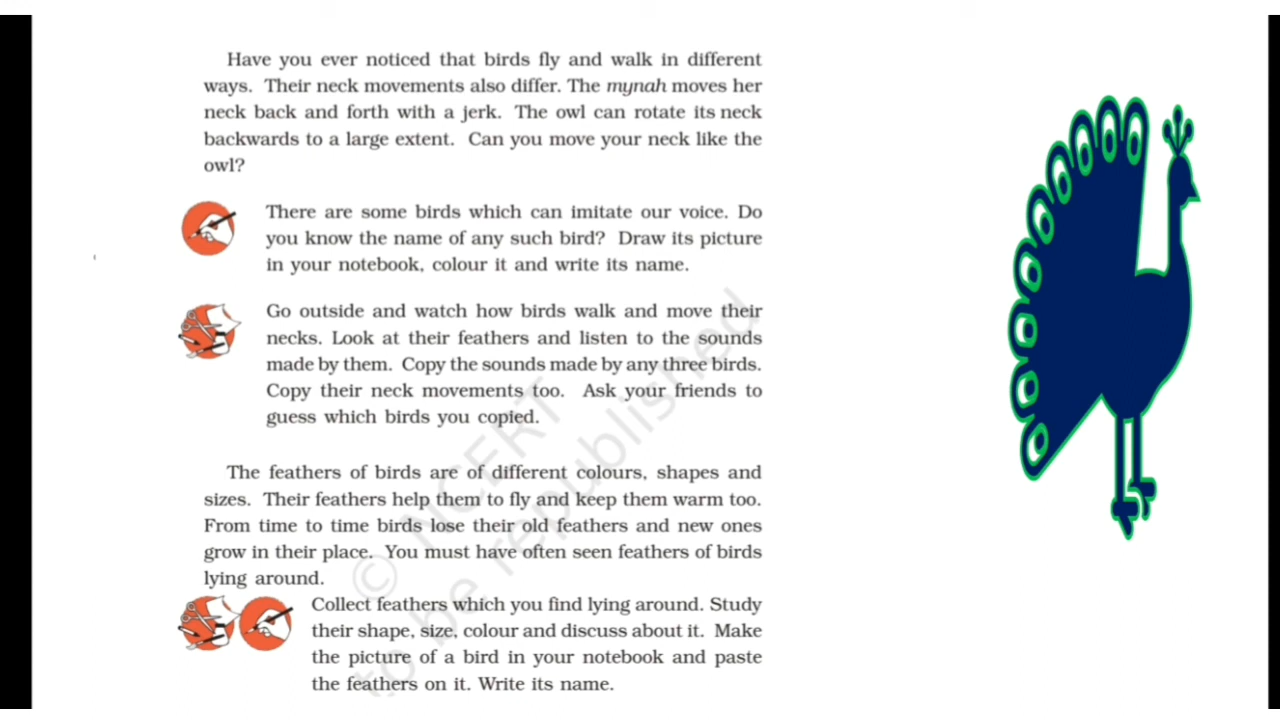 Have you ever noticed that birds fly and walk in different
ways. Their neck movements also differ. The mynah moves her
neck back and forth with a jerk. The owl can rotate its neck
backwards to a large extent. Can you move your neck like the
owl?
There are some birds which can imitate our voice. Do
you know the name of any such bird? Draw its picture
in your notebook, colour it and write its name.
Go outside and watch how birds walk and move their
necks. Look at their feathers and listen to the sounds
made by them. Copy the sounds made by any three birds.
Copy their neck movements too. Ask your friends to
guess which birds you copied.
The feathers of birds are of different colours, shapes and
sizes. Their feathers help them to fly and keep them warm too.
From time to time birds lose their old feathers and new ones
grow in their place. You must have often seen feathers of birds
lying around.
Collect feathers which you find lying around. Study
their shape, size, colour and discuss about it. Make
the picture of a bird in your notebook and paste
the feathers on it. Write its name.
© NCERT
to be republished